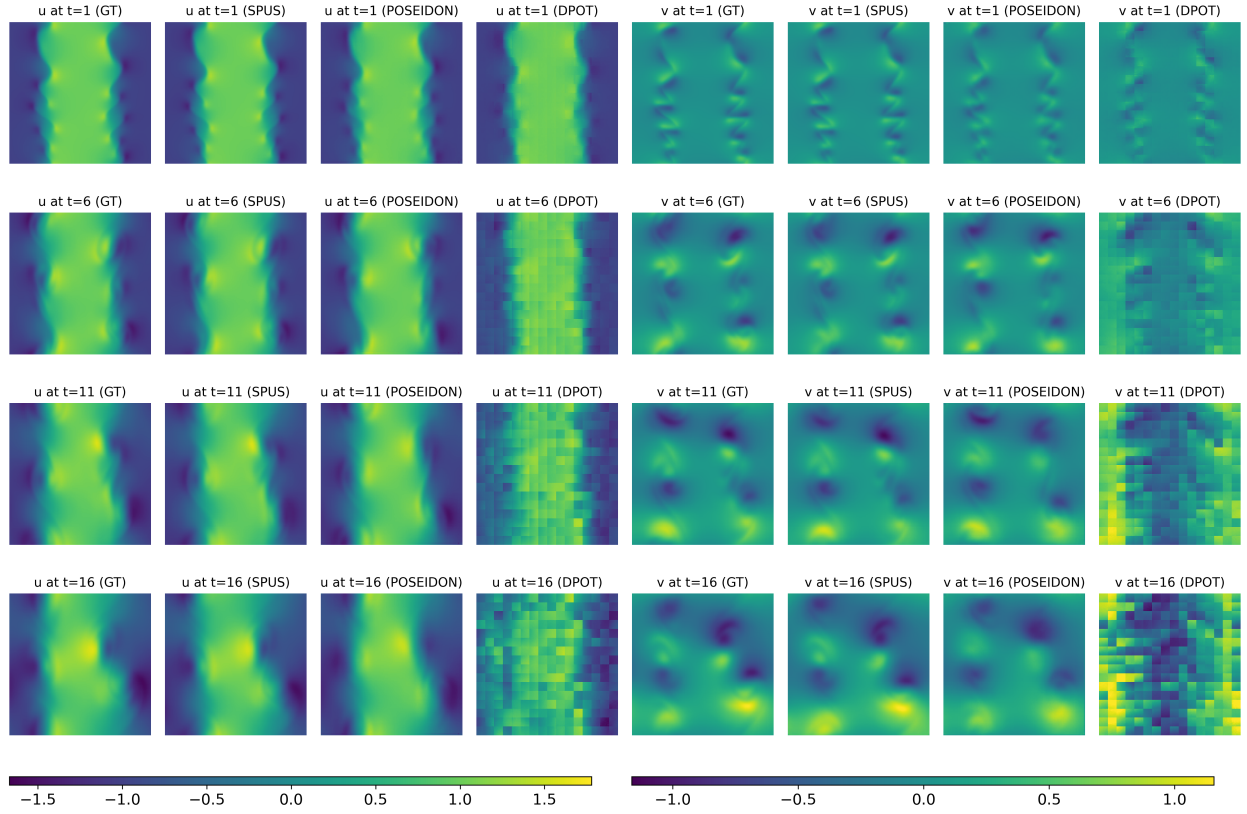 u at t=1 (GT) u at t=1 (SPUS) u at t=1 (POSEIDON) u at t=1 (DPOT) v at t=1 (GT) v at t=1 (SPUS) v at t=1 (POSEIDON) v at t=1 (DPOT)
u at t=6 (GT) u at t=6 (SPUS) u at t=6 (POSEIDON) u at t=6 (DPOT) v at t=6 (GT) v at t=6 (SPUS) v at t=6 (POSEIDON) v at t=6 (DPOT)
u at t=11 (GT) u at t=11 (SPUS) u at t=11 (POSEIDON) u at t=11 (DPOT) v at t=11 (GT) v at t=11 (SPUS) v at t=11 (POSEIDON) v at t=11 (DPOT)
u at t=16 (GT) u at t=16 (SPUS) u at t=16 (POSEIDON) u at t=16 (DPOT) v at t=16 (GT) v at t=16 (SPUS) v at t=16 (POSEIDON) v at t=16 (DPOT)
−1.5 −1.0 −0.5 0.0 0.5 1.0 1.5 −1.0 −0.5 0.0 0.5 1.0